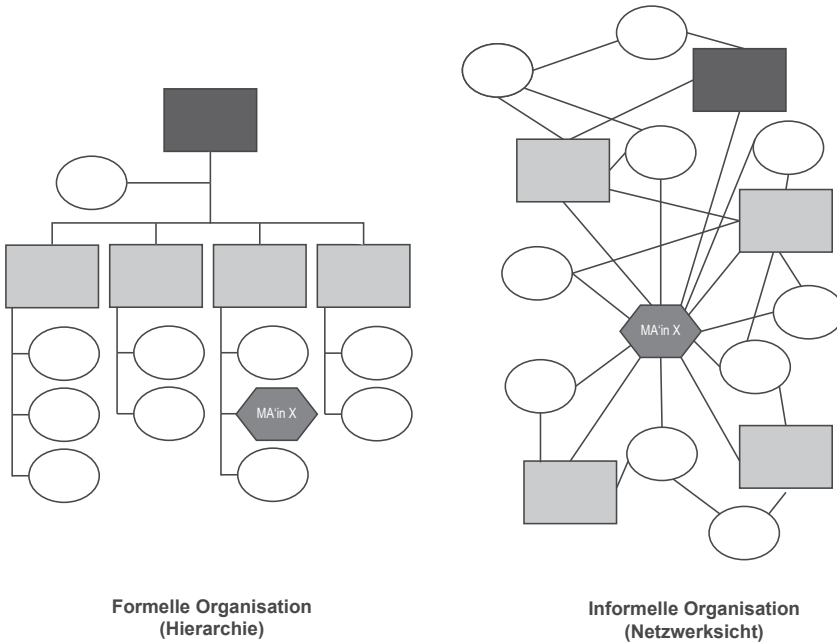 MA'in X
MA'in X
Formelle Organisation
(Hierarchie)
Informelle Organisation
(Netzwerksicht)